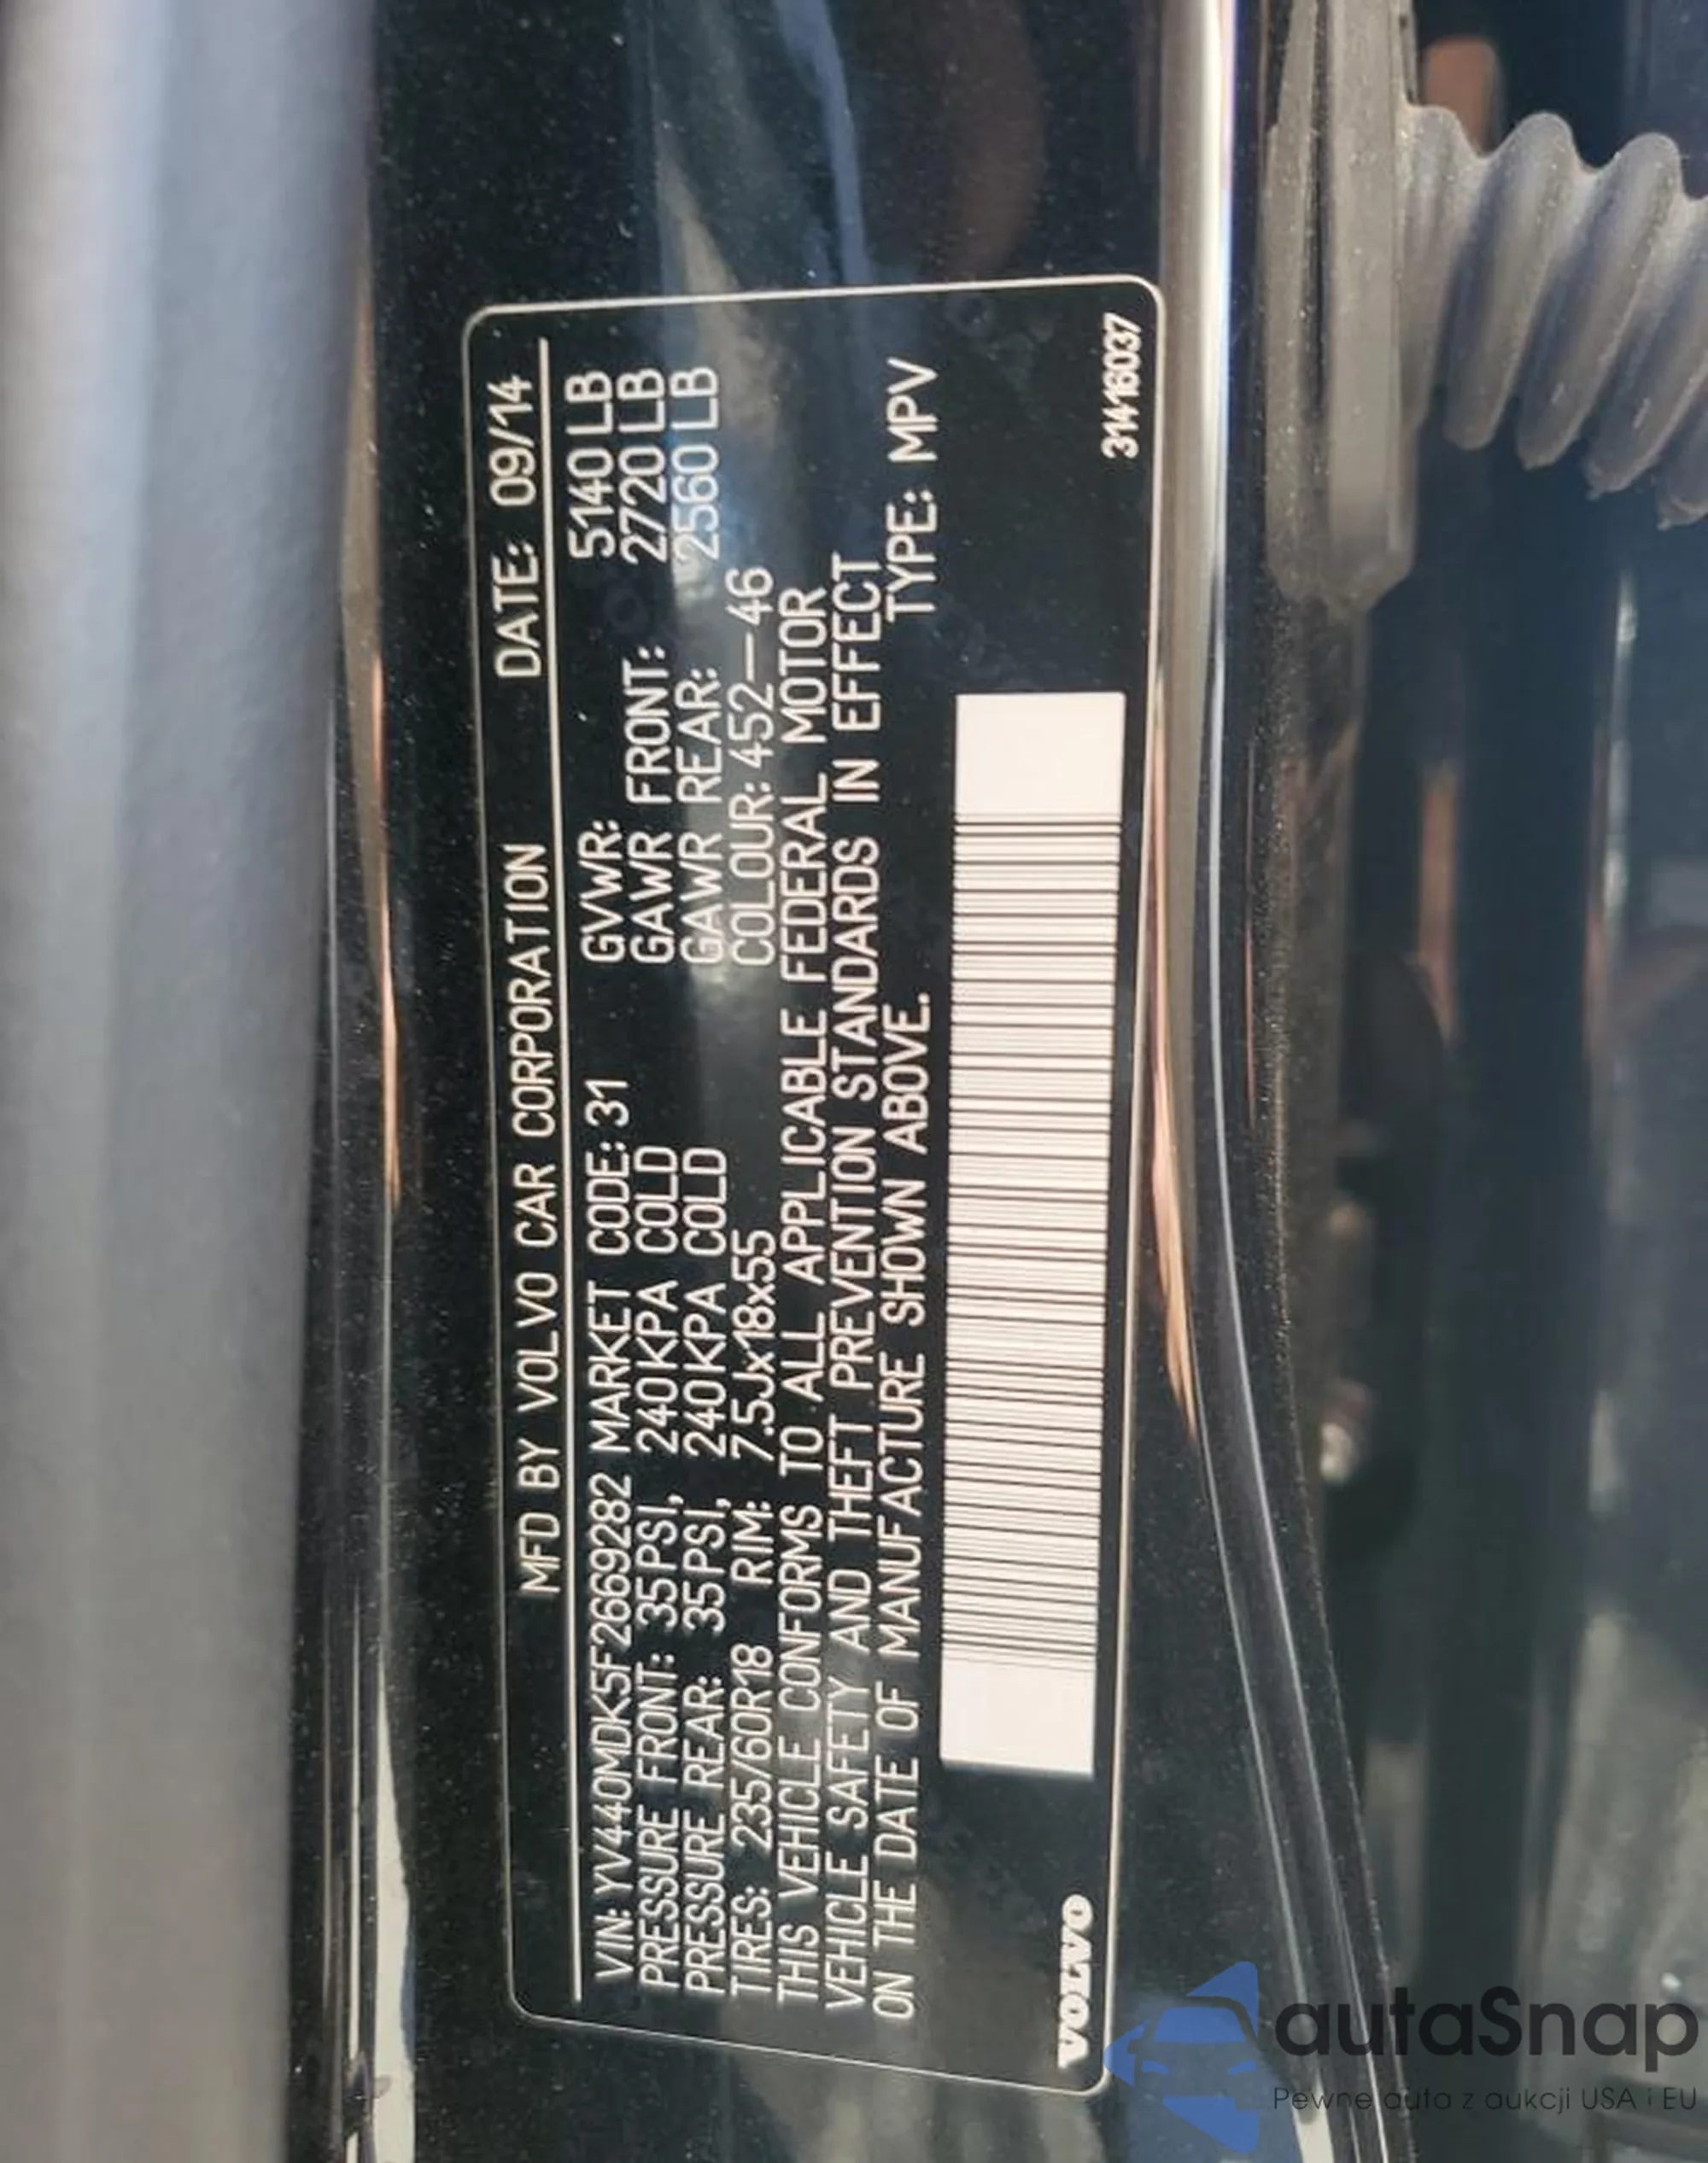 MFD BY VOLVO CAR CORPORATION DATE: 09/14
VIN: YV440MDK5F2669282 MARKET CODE: 31 GVWR: 5140 LB
PRESSURE FRONT: 35PSI, 240KPA COLD GAWR FRONT: 2720 LB
PRESSURE REAR: 35PSI, 240KPA COLD GAWR REAR: 2560 LB
TIRES: 235/60R18 RIM: 7.5Jx18x55 COLOUR: 452–46
THIS VEHICLE CONFORMS TO ALL APPLICABLE FEDERAL MOTOR
VEHICLE SAFETY AND THEFT PREVENTION STANDARDS IN EFFECT
ON THE DATE OF MANUFACTURE SHOWN ABOVE. TYPE: MPV
VOLVO 31416037
autaSnap
Pewne auta z aukcji USA i EU